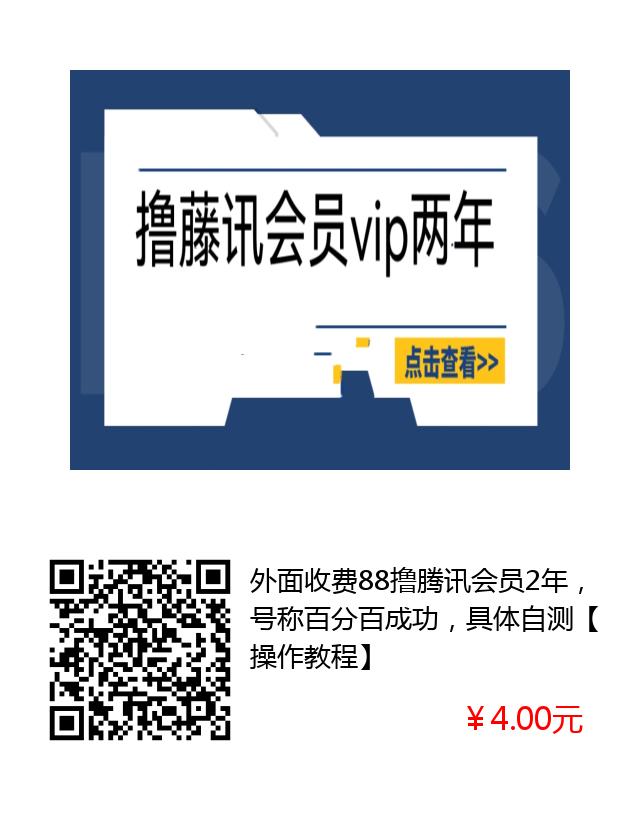 撸藤讯会员vip两年
点击查看>>
外面收费88撸腾讯会员2年，
号称百分百成功，具体自测【
操作教程】
￥4.00元